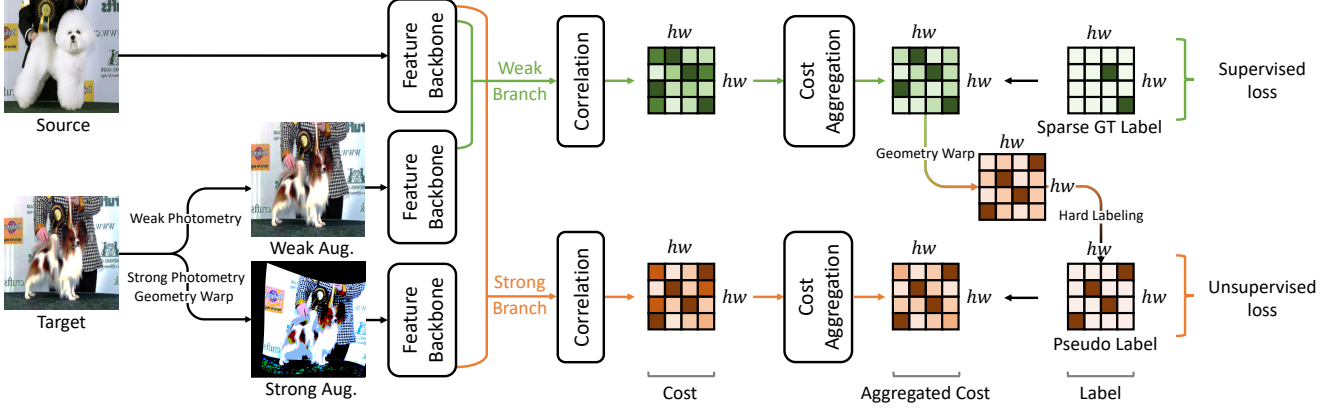 Source
Target
Weak Photometry
Strong Photometry
Geometry Warp
Weak Aug.
Strong Aug.
Feature
Backbone
Feature
Backbone
Feature
Backbone
Weak
Branch
Strong
Branch
Correlation
Correlation
hw
hw
hw
hw
Cost
Aggregation
Cost
Aggregation
hw
hw
hw
hw
Sparse GT Label
Supervised
loss
Geometry Warp
hw
hw
Hard Labeling
hw
hw
hw
hw
Pseudo Label
Unsupervised
loss
Cost
Aggregated Cost
Label